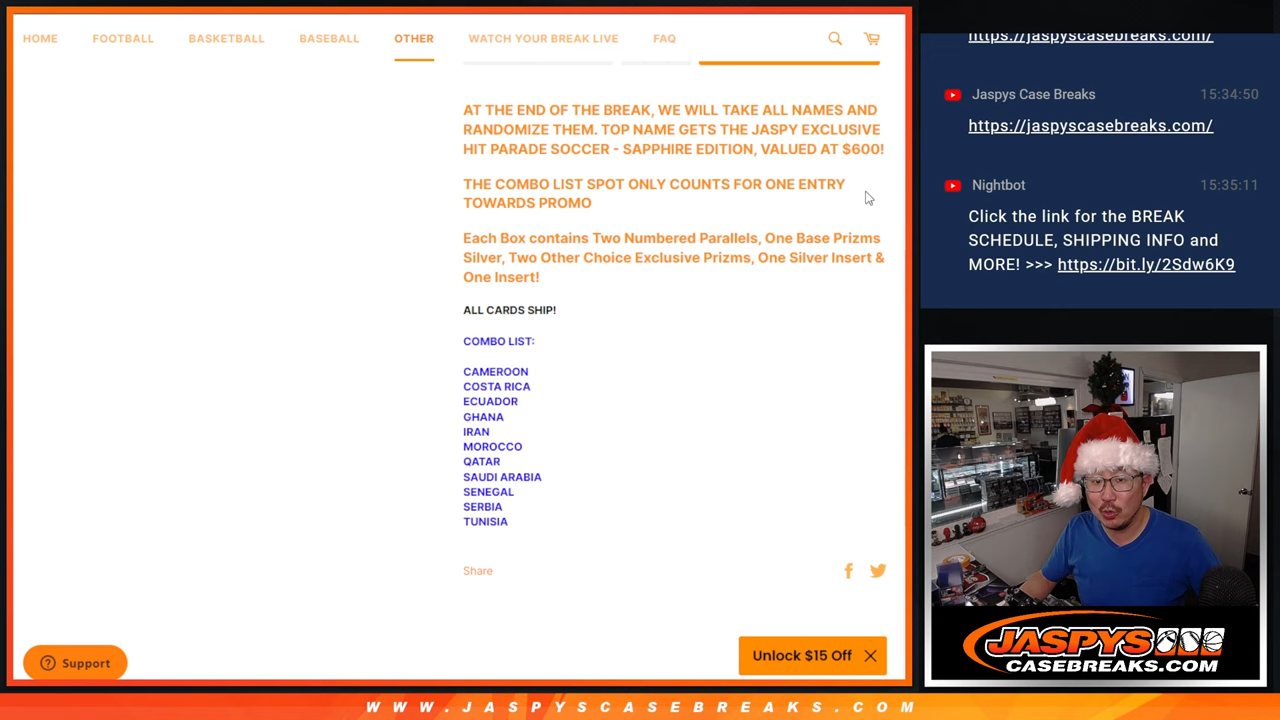 HOME FOOTBALL BASKETBALL BASEBALL OTHER WATCH YOUR BREAK LIVE FAQ
AT THE END OF THE BREAK, WE WILL TAKE ALL NAMES AND
RANDOMIZE THEM. TOP NAME GETS THE JASPY EXCLUSIVE
HIT PARADE SOCCER - SAPPHIRE EDITION, VALUED AT $600!
THE COMBO LIST SPOT ONLY COUNTS FOR ONE ENTRY
TOWARDS PROMO
Each Box contains Two Numbered Parallels, One Base Prizms
Silver, Two Other Choice Exclusive Prizms, One Silver Insert &
One Insert!
ALL CARDS SHIP!
COMBO LIST:
CAMEROON
COSTA RICA
ECUADOR
GHANA
IRAN
MOROCCO
QATAR
SAUDI ARABIA
SENEGAL
SERBIA
TUNISIA
Share
Support
Unlock $15 Off
https://jaspyscasebreaks.com/
Jaspys Case Breaks 15:34:50
https://jaspyscasebreaks.com/
Nightbot 15:35:11
Click the link for the BREAK
SCHEDULE, SHIPPING INFO and
MORE! >>> https://bit.ly/2Sdw6K9
JASPYS
CASEBREAKS.COM
WWW.JASPYSCASEBREAKS.COM